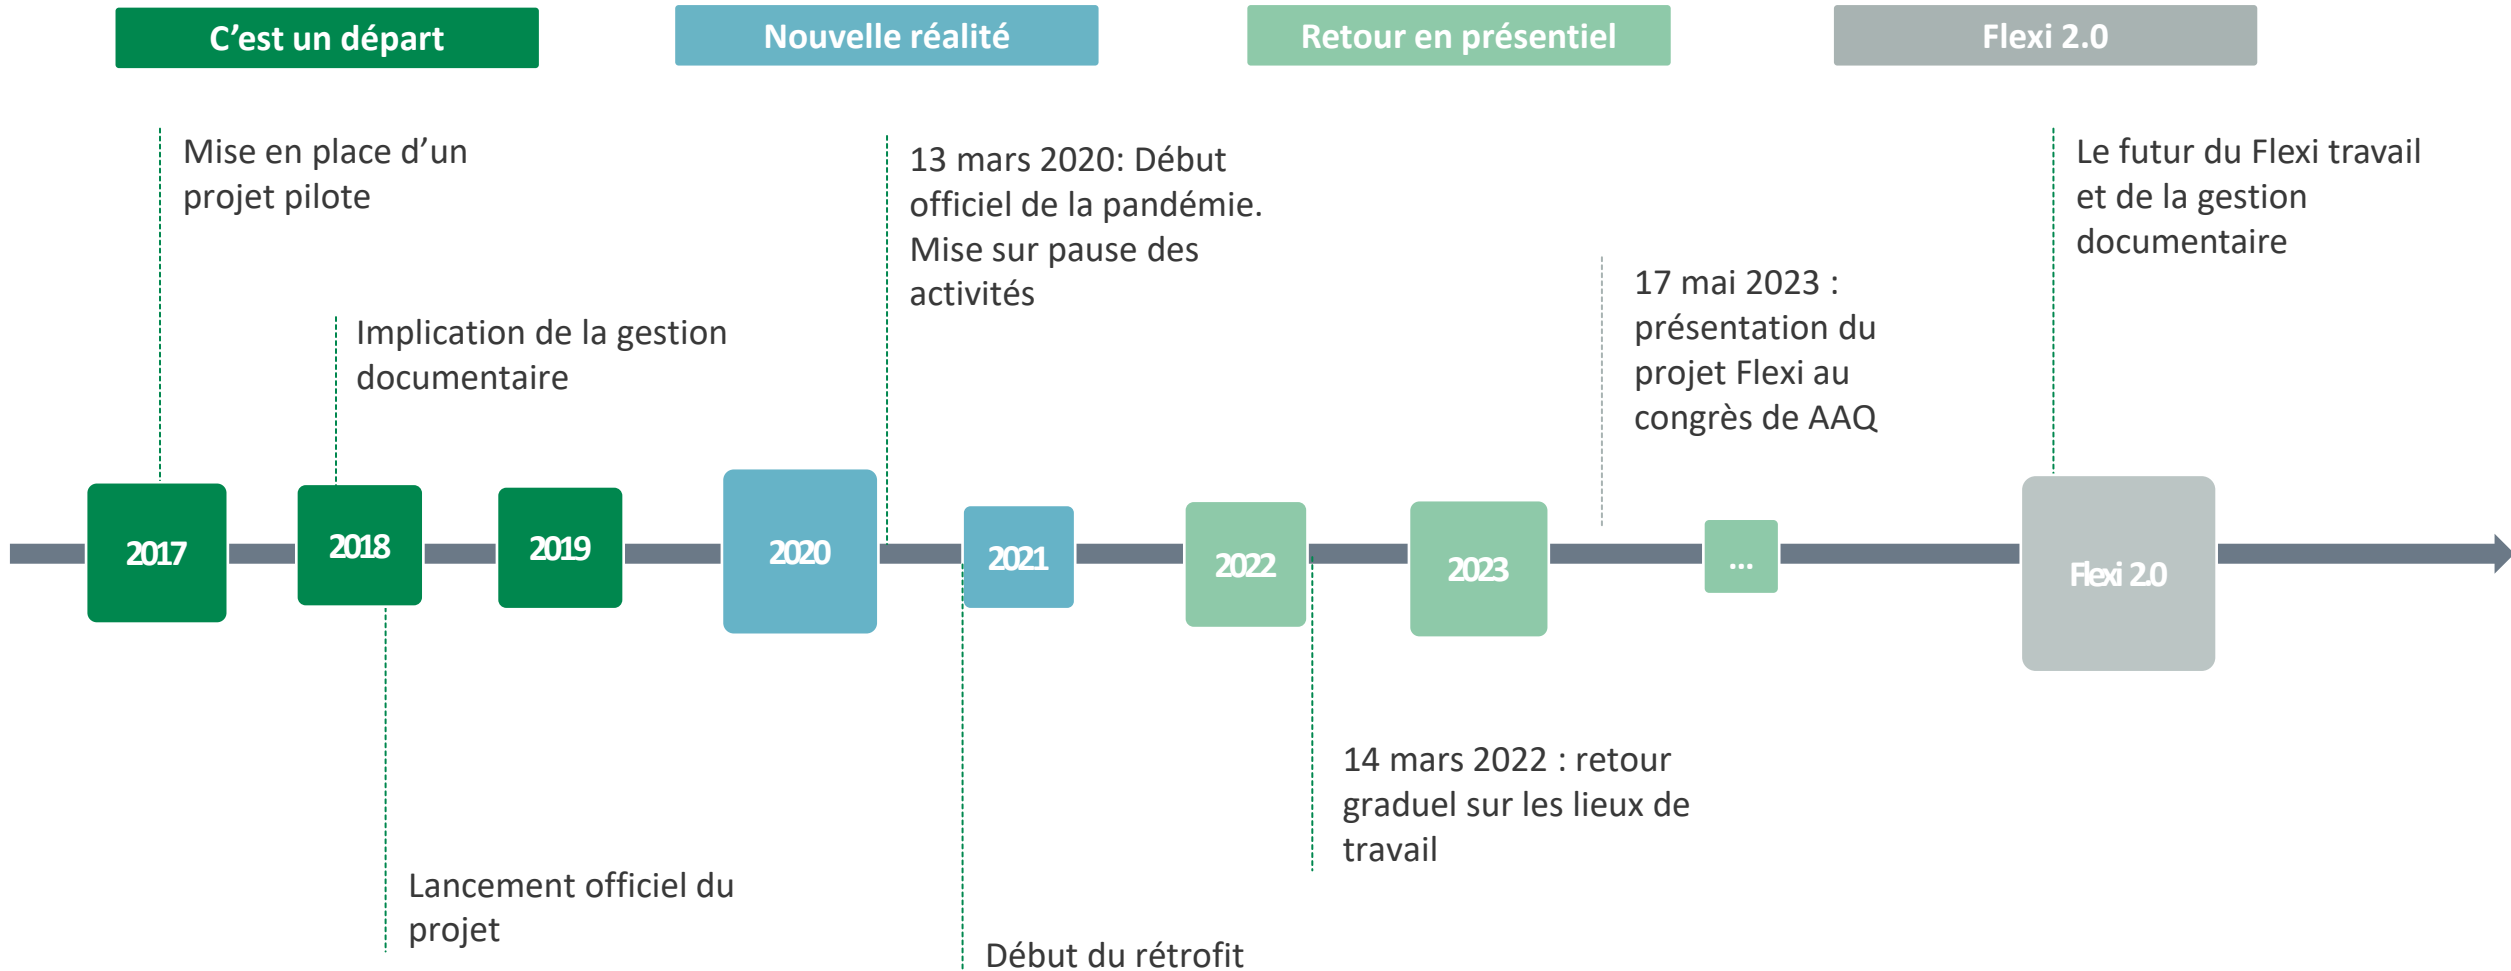 C’est un départ
Nouvelle réalité
Retour en présentiel
Flexi 2.0
Mise en place d’un
projet pilote
Implication de la gestion
documentaire
13 mars 2020: Début
officiel de la pandémie.
Mise sur pause des
activités
17 mai 2023 :
présentation du
projet Flexi au
congrès de AAQ
Le futur du Flexi travail
et de la gestion
documentaire
2017
2018
2019
2020
2021
2022
2023
...
Flexi 2.0
Lancement officiel du
projet
Début du rétrofit
14 mars 2022 : retour
graduel sur les lieux de
travail